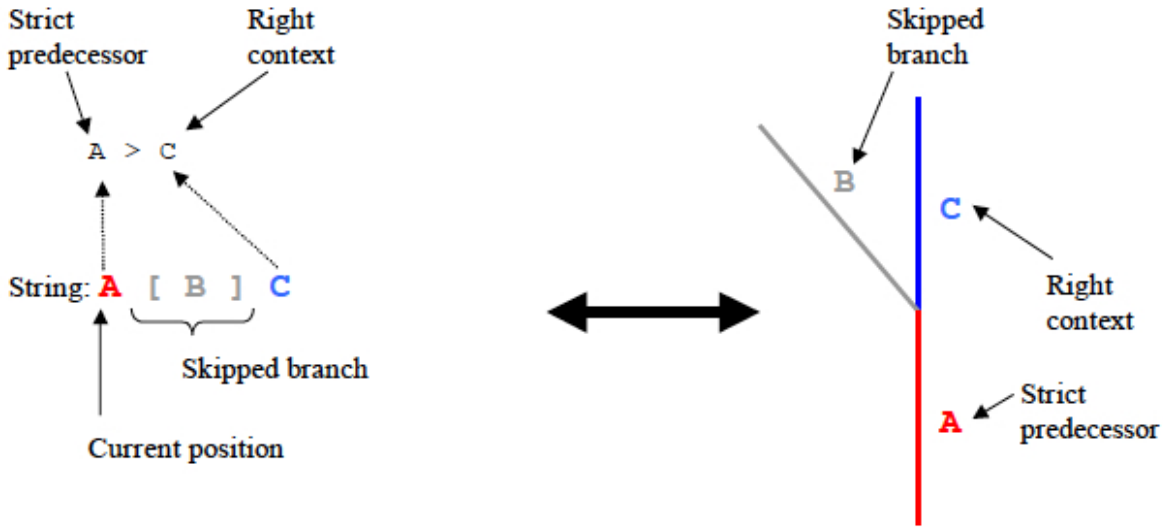 Strict
predecessor
Right
context
A > C
String: A [ B ] C
Skipped branch
Current position
Skipped
branch
B
C
Right
context
A
Strict
predecessor